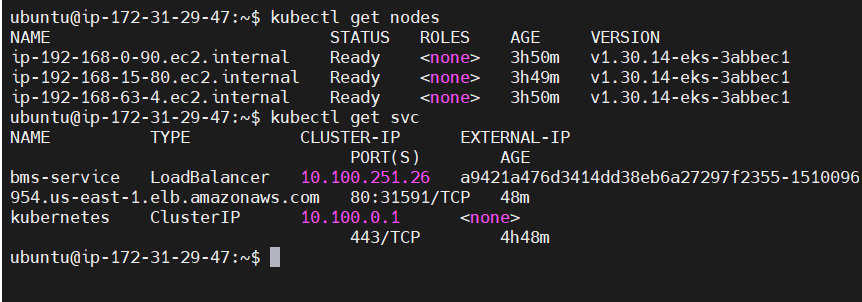 ubuntu@ip-172-31-29-47:~$ kubectl get nodes
NAME STATUS ROLES AGE VERSION
ip-192-168-0-90.ec2.internal Ready <none> 3h50m v1.30.14-eks-3abbec1
ip-192-168-15-80.ec2.internal Ready <none> 3h49m v1.30.14-eks-3abbec1
ip-192-168-63-4.ec2.internal Ready <none> 3h50m v1.30.14-eks-3abbec1
ubuntu@ip-172-31-29-47:~$ kubectl get svc
NAME TYPE CLUSTER-IP EXTERNAL-IP
PORT(S) AGE
bms-service LoadBalancer 10.100.251.26 a9421a476d3414dd38eb6a27297f2355-1510096
954.us-east-1.elb.amazonaws.com 80:31591/TCP 48m
kubernetes ClusterIP 10.100.0.1 <none>
443/TCP 4h48m
ubuntu@ip-172-31-29-47:~$